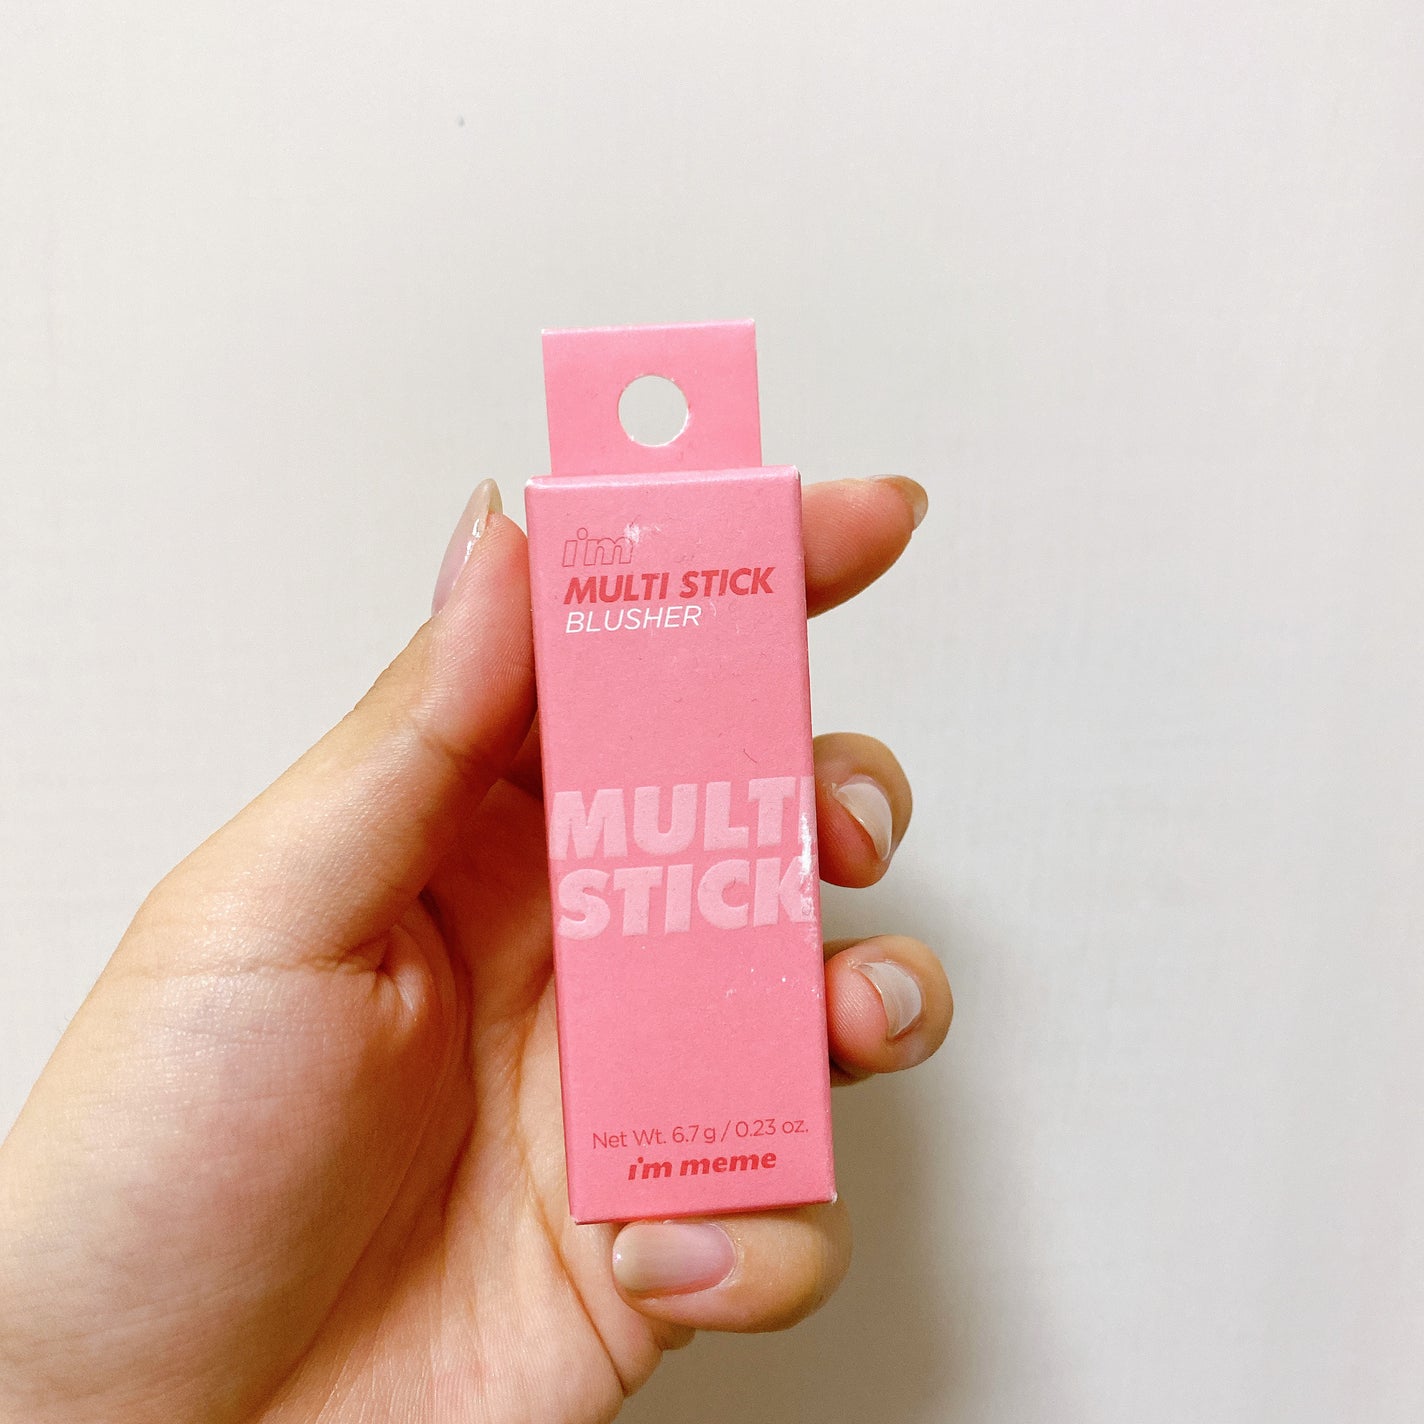 i'm
MULTI STICK
BLUSHER
MULTI
STICK
Net Wt. 6.7 g / 0.23 oz.
i'm meme